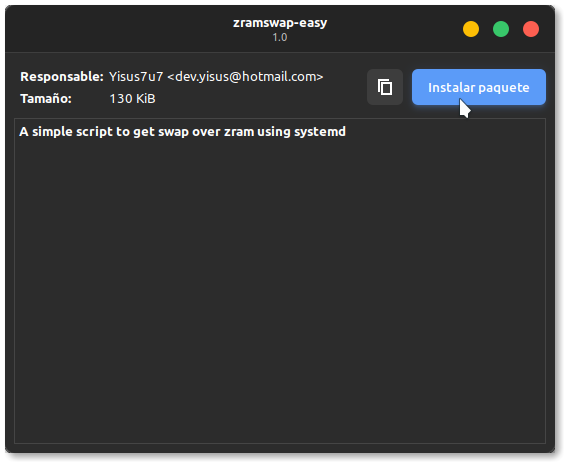 zramswap-easy
1.0
Responsable: Yisus7u7 <dev.yisus@hotmail.com>
Tamaño: 130 KiB
Instalar paquete
A simple script to get swap over zram using systemd